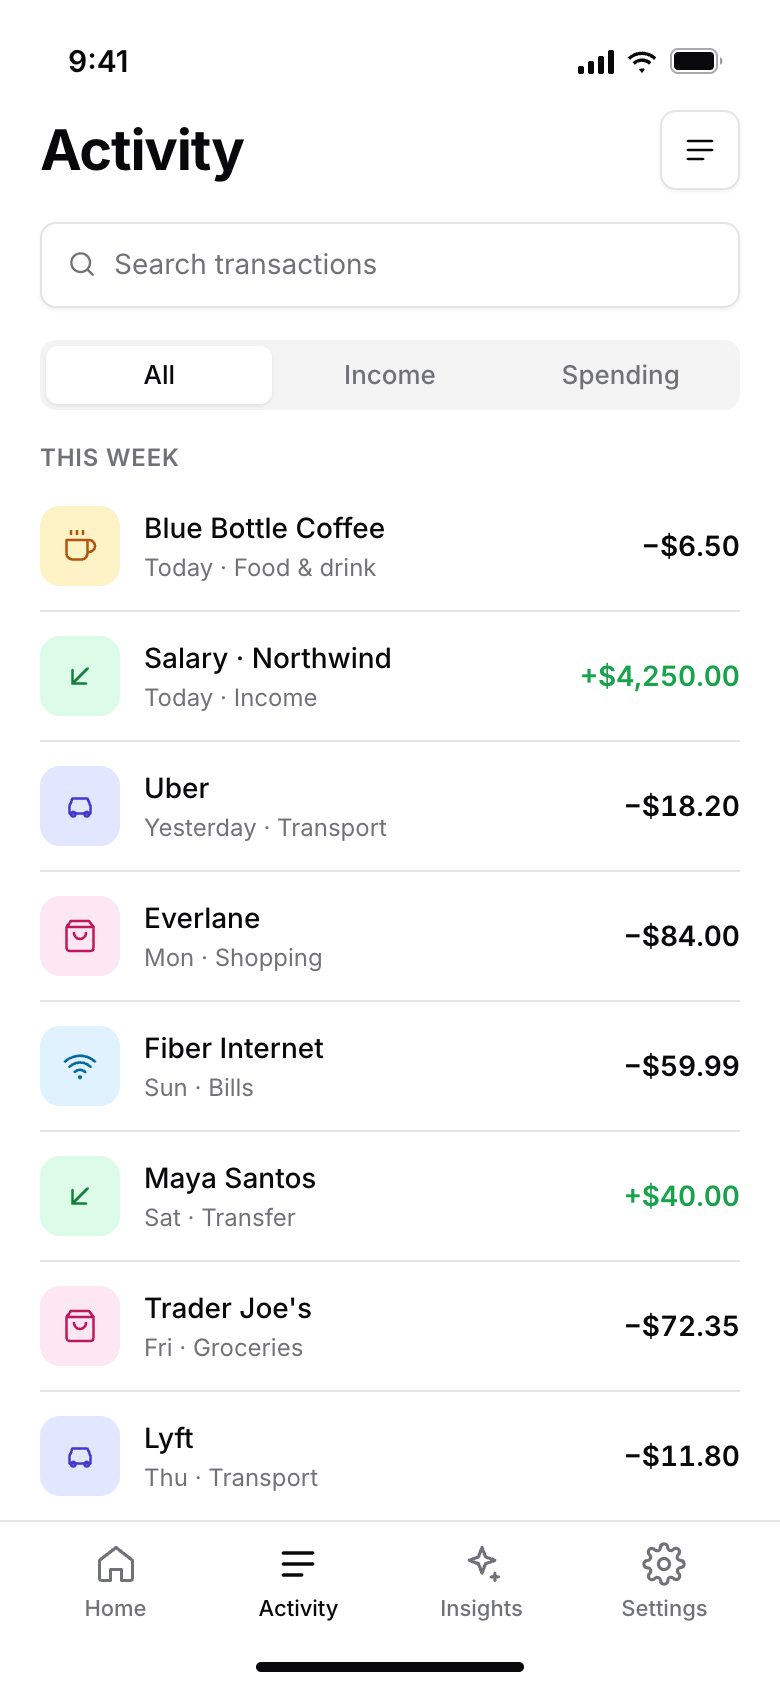 9:41
Activity
Search transactions
All Income Spending
THIS WEEK
Blue Bottle Coffee
Today · Food & drink
−$6.50
Salary · Northwind
Today · Income
+$4,250.00
Uber
Yesterday · Transport
−$18.20
Everlane
Mon · Shopping
−$84.00
Fiber Internet
Sun · Bills
−$59.99
Maya Santos
Sat · Transfer
+$40.00
Trader Joe's
Fri · Groceries
−$72.35
Lyft
Thu · Transport
−$11.80
Home Activity Insights Settings